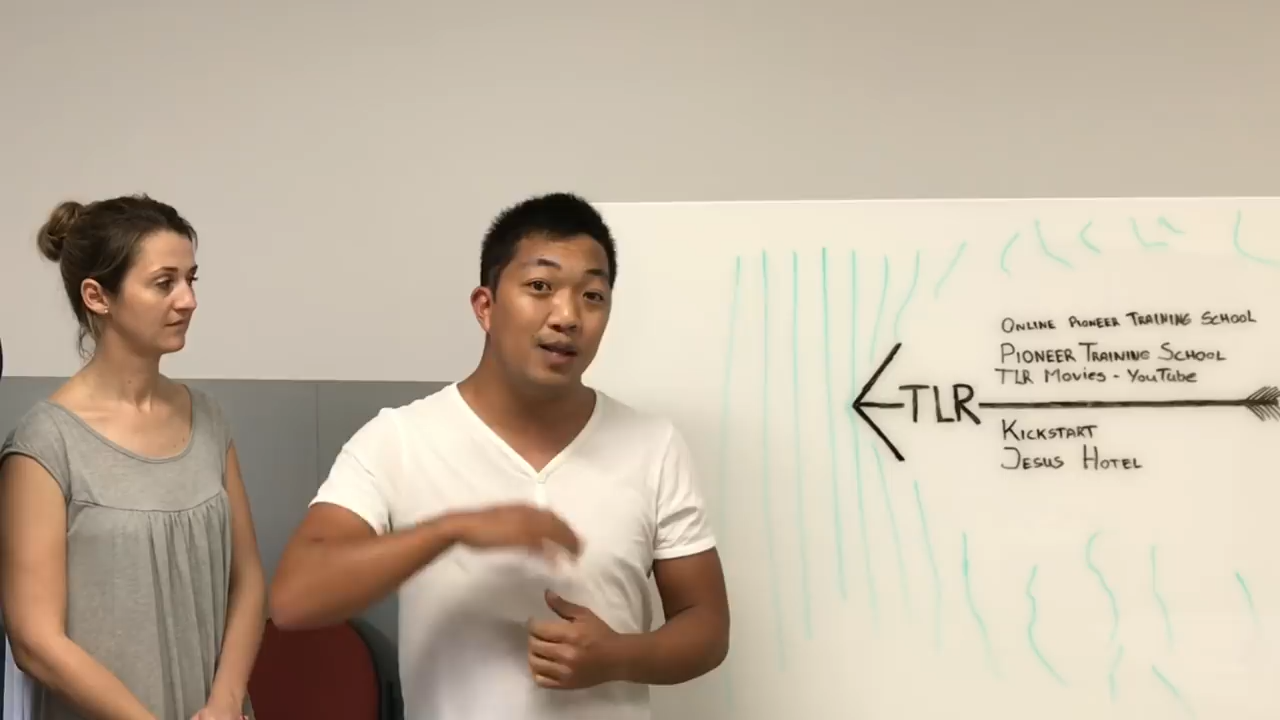 Online Pioneer Training School
Pioneer Training School
TLR Movies - YouTube
TLR
Kickstart
Jesus Hotel